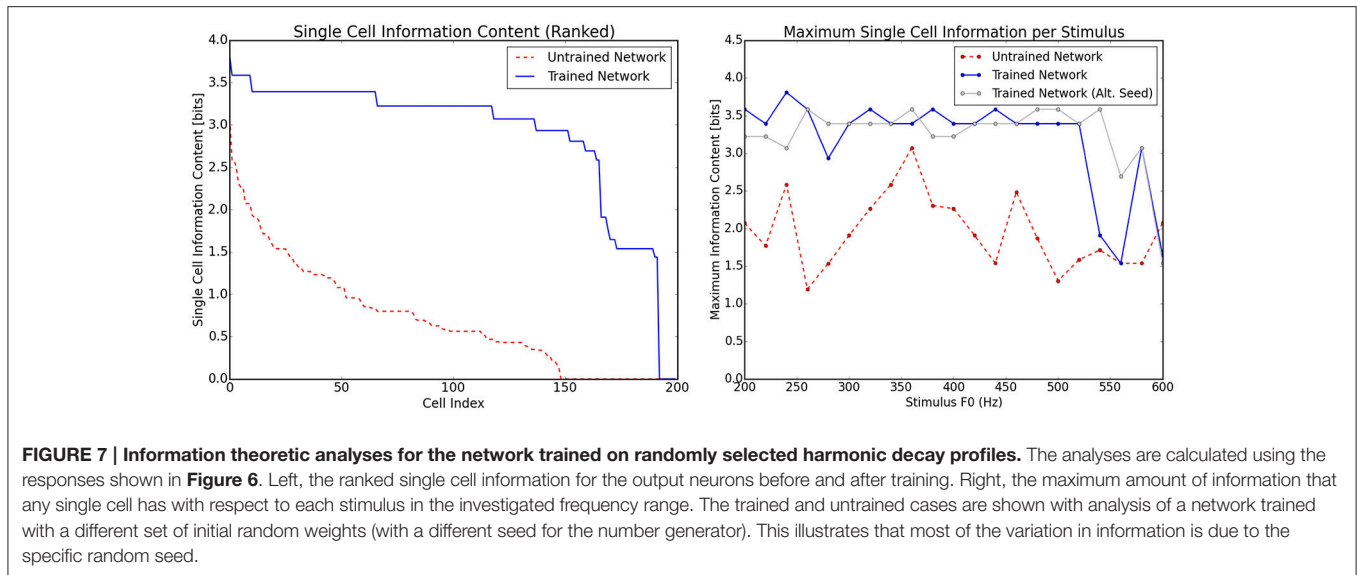 Single Cell Information Content (Ranked)
4.0
3.5
3.0
2.5
2.0
1.5
1.0
0.5
0.0
Single Cell Information Content [bits]
Untrained Network
Trained Network
0
50
100
150
200
Cell Index
Maximum Single Cell Information per Stimulus
4.5
4.0
3.5
3.0
2.5
2.0
1.5
1.0
0.5
0.0
Maximum Information Content [bits]
Untrained Network
Trained Network
Trained Network (Alt. Seed)
200
250
300
350
400
450
500
550
600
Stimulus F0 (Hz)
FIGURE 7 | Information theoretic analyses for the network trained on randomly selected harmonic decay profiles. The analyses are calculated using the
responses shown in Figure 6. Left, the ranked single cell information for the output neurons before and after training. Right, the maximum amount of information that
any single cell has with respect to each stimulus in the investigated frequency range. The trained and untrained cases are shown with analysis of a network trained
with a different set of initial random weights (with a different seed for the number generator). This illustrates that most of the variation in information is due to the
specific random seed.